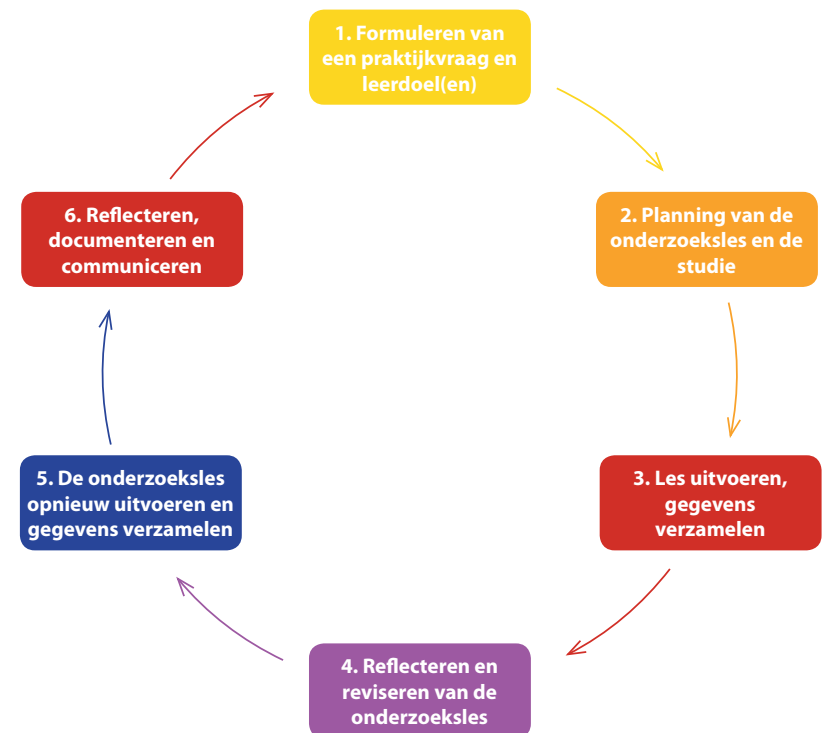 1. Formuleren van
een praktijkvraag en
leerdoel(en)
2. Planning van de
onderzoeksles en de
studie
3. Les uitvoeren,
gegevens
verzamelen
4. Reflecteren en
reviseren van de
onderzoeksles
5. De onderzoeksles
opnieuw uitvoeren en
gegevens verzamelen
6. Reflecteren,
documenteren en
communiceren